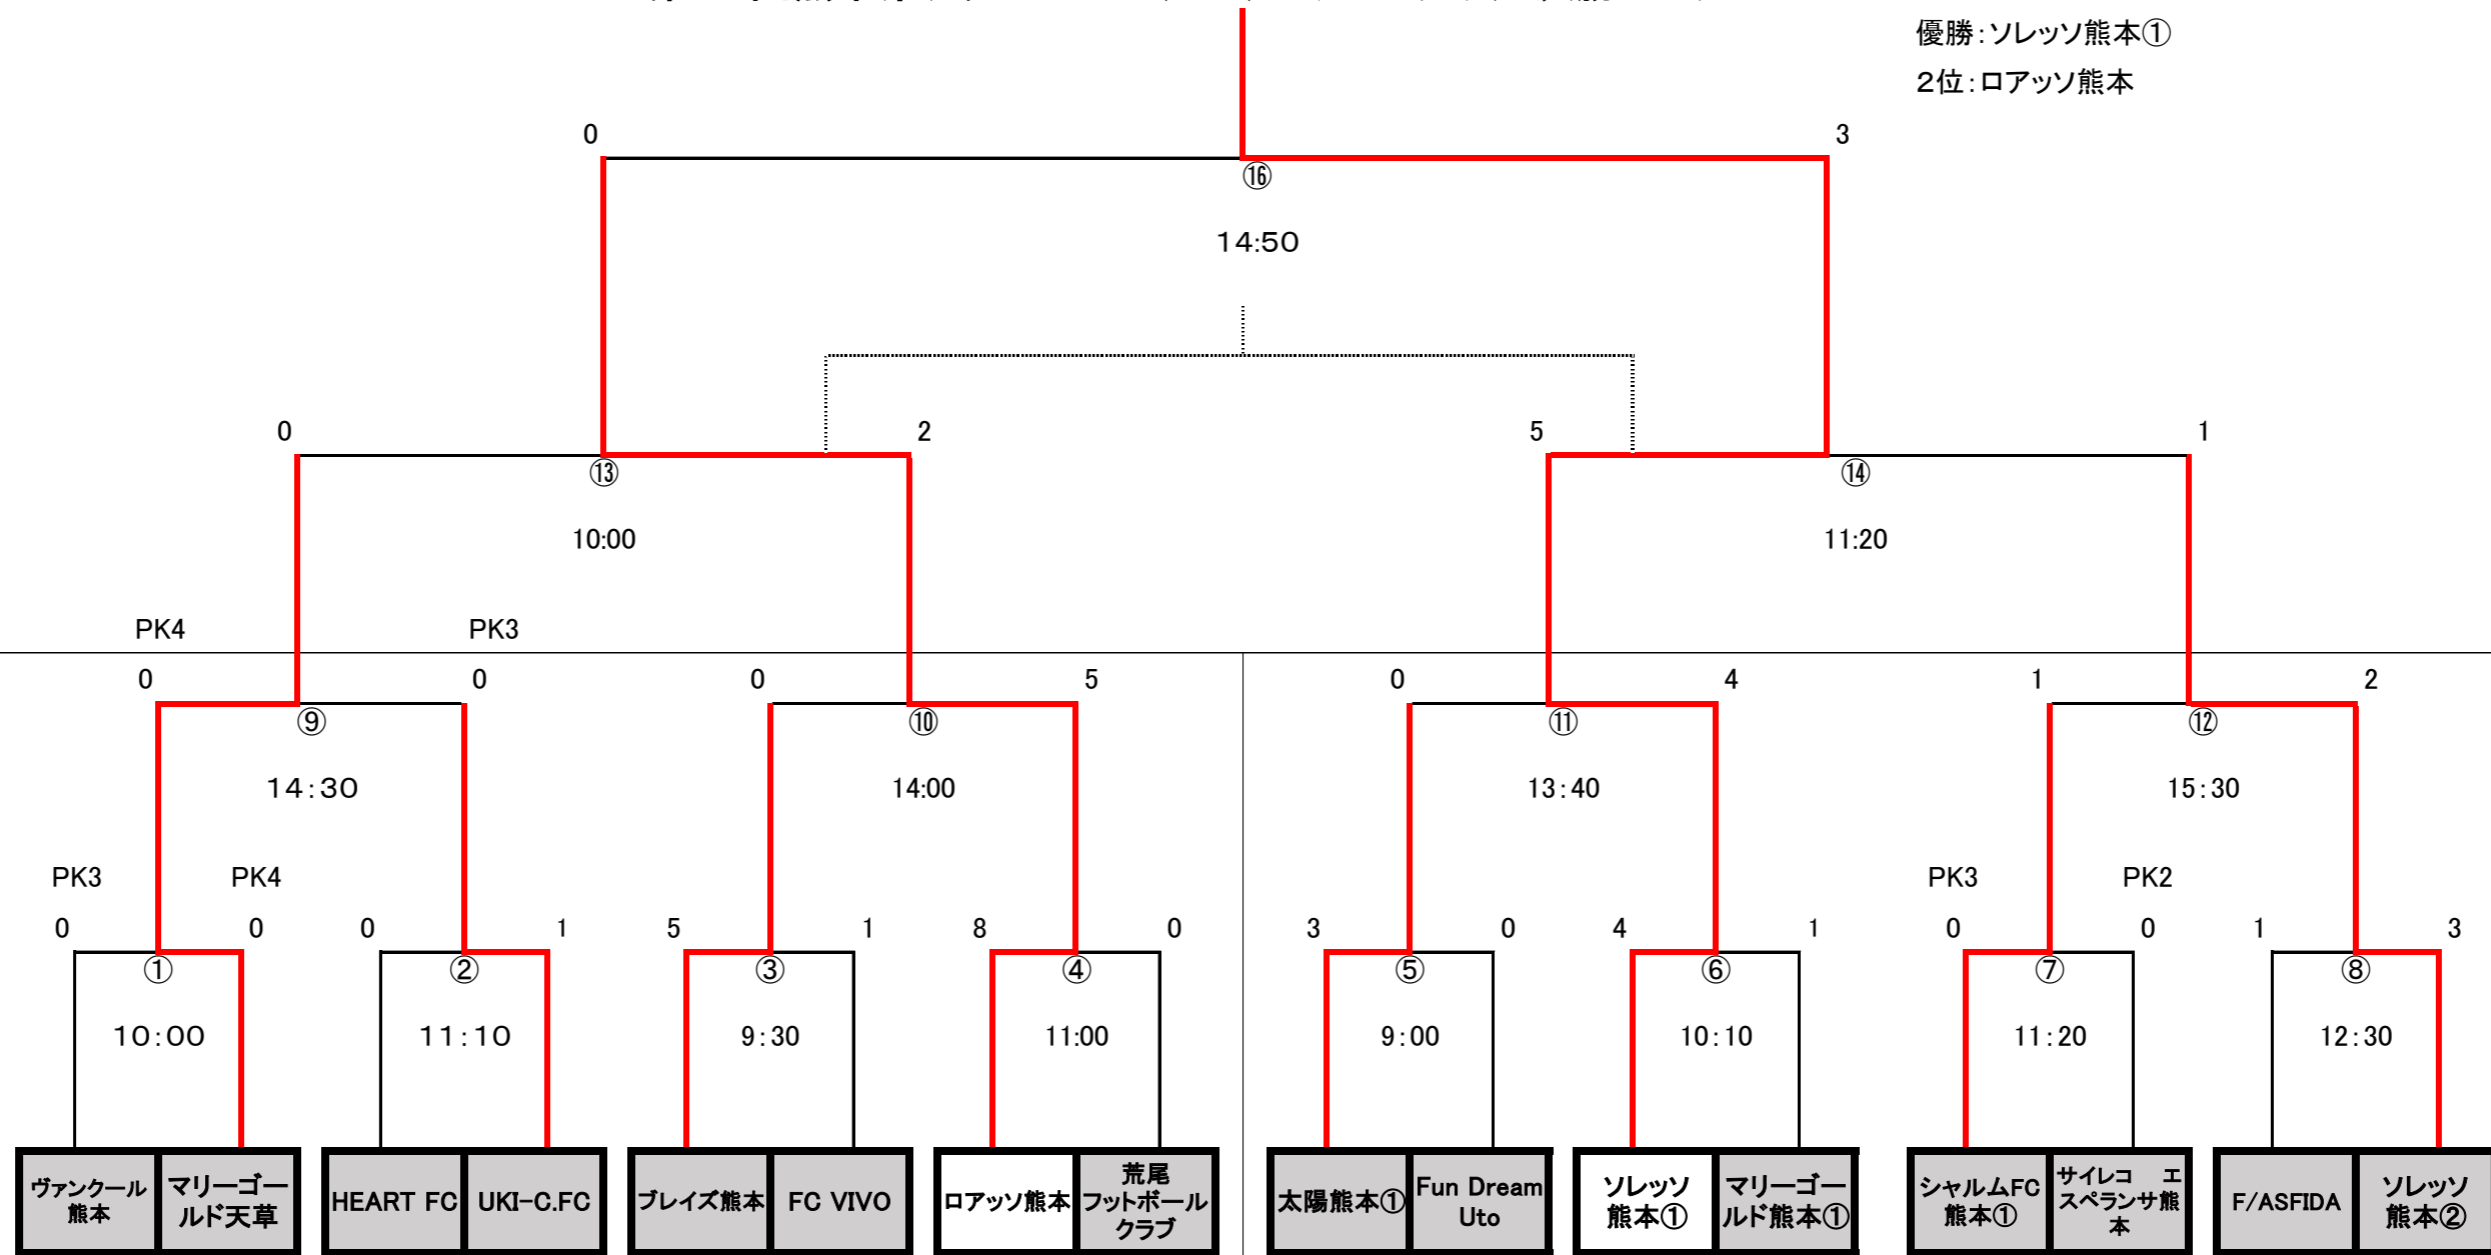 優勝：ソレッソ熊本①
２位：ロアッソ熊本
0 3
⑯
14:50
0 2 5 1
⑬ ⑭
10:00 11:20
PK4 PK3
0 0 0 5 0 4 1 2
⑨ ⑩ ⑪ ⑫
14：30 14:00 13：40 15：30
PK3 PK4 PK3 PK2
0 0 0 1 5 1 8 0 3 0 4 1 0 0 1 3
① ② ③ ④ ⑤ ⑥ ⑦ ⑧
10：00 11：10 9：30 11:00 9：00 10：10 11：20 12：30
ヴァンクール
熊本
マリーゴー
ルド天草
HEART FC
UKI-C.FC
ブレイズ熊本
FC VIVO
ロアッソ熊本
荒尾
フットボール
クラブ
太陽熊本①
Fun Dream
Uto
ソレッソ
熊本①
マリーゴー
ルド熊本①
シャルムFC
熊本①
サイレコ　エ
スペランサ熊
本
F/ASFIDA
ソレッソ
熊本②